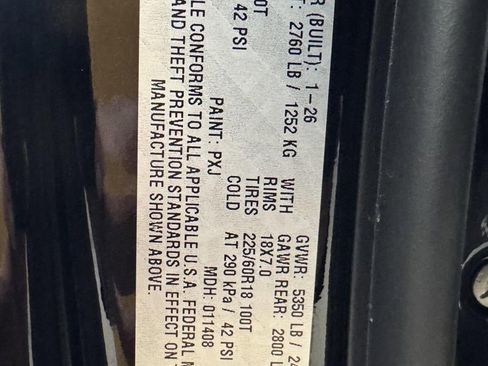 R (BUILT): 1-26 GVWR: 5350 LB / 24
T: 2760 LB / 1252 KG WITH GAWR REAR: 2800 L
RIMS 18X7.0
00T TIRES 225/60R18 100T
42 PSI COLD AT 290 kPa / 42 PSI
PAINT: PXJ MDH: 011408
LE CONFORMS TO ALL APPLICABLE U.S.A. FEDERAL M
AND THEFT PREVENTION STANDARDS IN EFFECT ON T
MANUFACTURE SHOWN ABOVE.